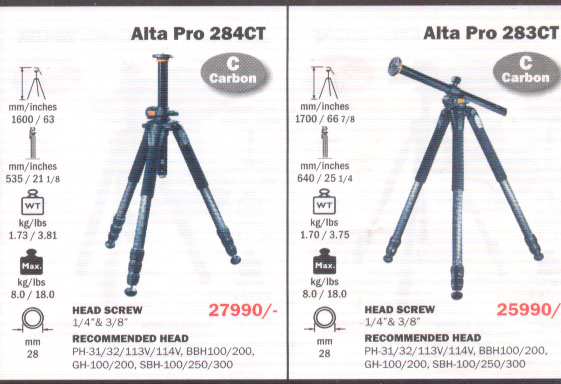 Alta Pro 284CT
C
Carbon
mm/inches
1600 / 63
mm/inches
535 / 21 1/8
WT
kg/lbs
1.73 / 3.81
Max.
kg/lbs
8.0 / 18.0
mm
28
HEAD SCREW
1/4"& 3/8"
27990/-
RECOMMENDED HEAD
PH-31/32/113V/114V, BBH100/200,
GH-100/200, SBH-100/250/300
Alta Pro 283CT
C
Carbon
mm/inches
1700 / 66 7/8
mm/inches
640 / 25 1/4
WT
kg/lbs
1.70 / 3.75
Max.
kg/lbs
8.0 / 18.0
mm
28
HEAD SCREW
1/4"& 3/8"
25990/
RECOMMENDED HEAD
PH-31/32/113V/114V, BBH100/200,
GH-100/200, SBH-100/250/300